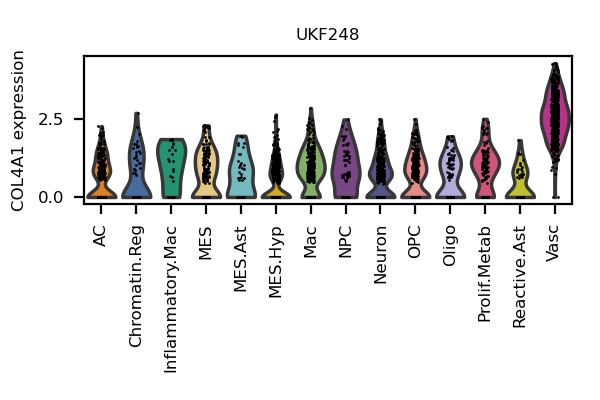 UKF248
COL4A1 expression
2.5
0.0
AC
Chromatin.Reg
Inflammatory.Mac
MES
MES.Ast
MES.Hyp
Mac
NPC
Neuron
OPC
Oligo
Prolif.Metab
Reactive.Ast
Vasc